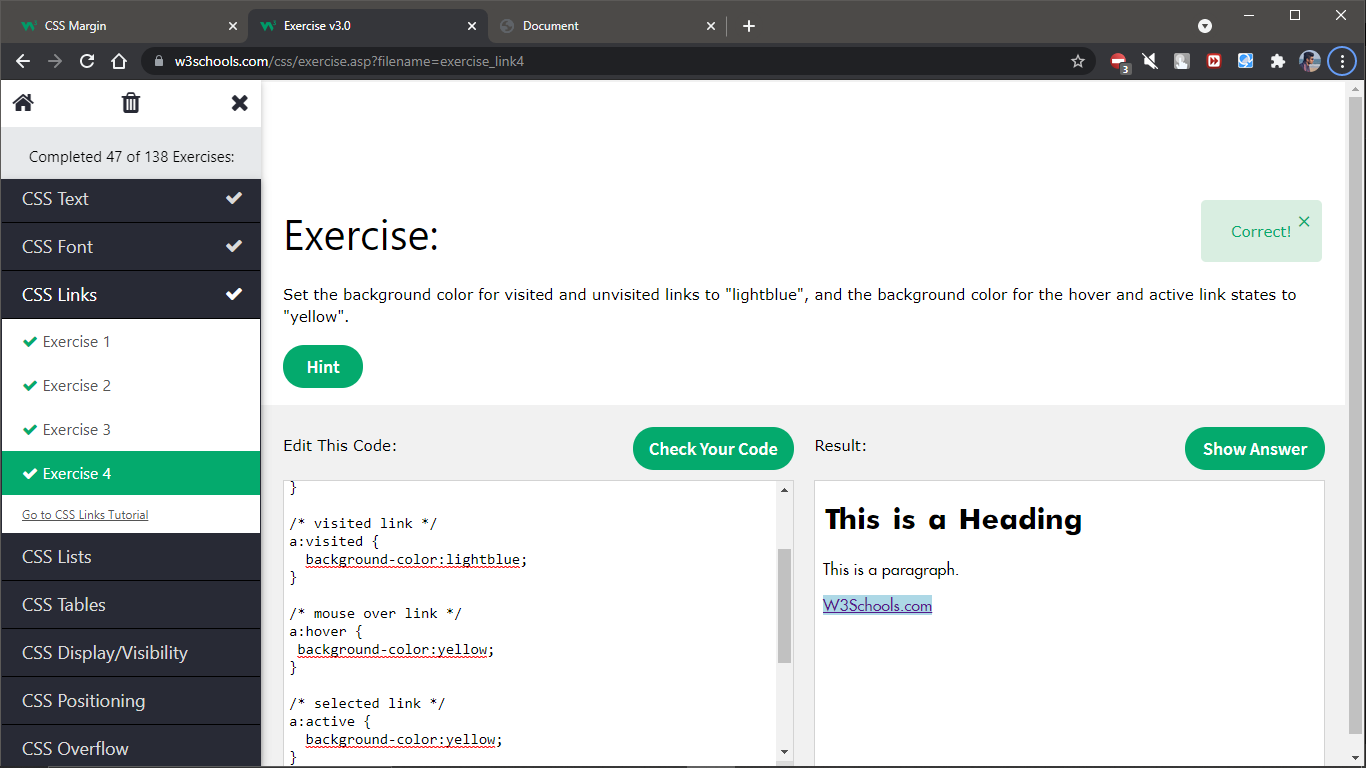 CSS Margin
Exercise v3.0
Document
w3schools.com/css/exercise.asp?filename=exercise_link4
3
Completed 47 of 138 Exercises:
CSS Text
CSS Font
CSS Links
Exercise 1
Exercise 2
Exercise 3
Exercise 4
Go to CSS Links Tutorial
CSS Lists
CSS Tables
CSS Display/Visibility
CSS Positioning
CSS Overflow
Exercise:
Correct!
Set the background color for visited and unvisited links to "lightblue", and the background color for the hover and active link states to
"yellow".
Hint
Edit This Code:
Check Your Code
}
/* visited link */
a:visited {
background-color:lightblue;
}
/* mouse over link */
a:hover {
background-color:yellow;
}
/* selected link */
a:active {
background-color:yellow;
}
Result:
Show Answer
This is a Heading
This is a paragraph.
W3Schools.com